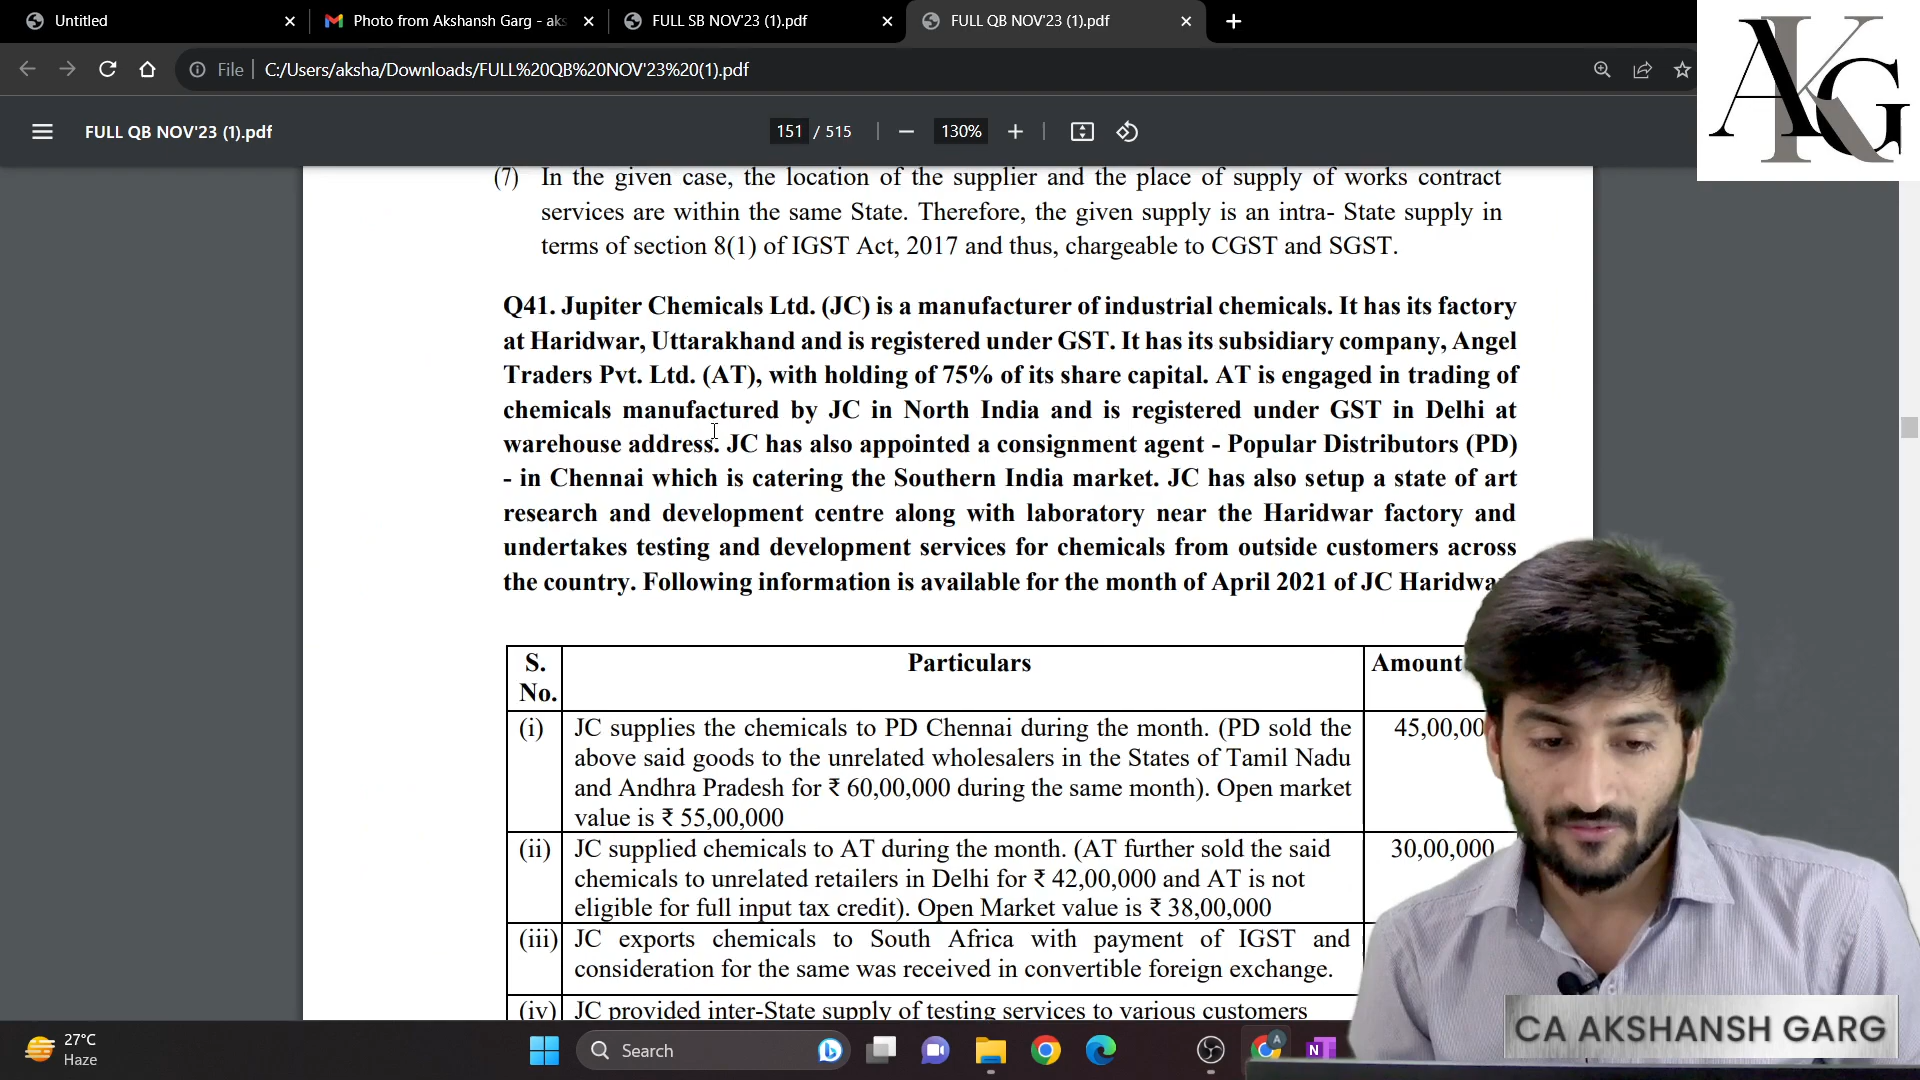 Untitled
Photo from Akshansh Garg - aks
FULL SB NOV'23 (1).pdf
FULL QB NOV'23 (1).pdf
File
C:/Users/aksha/Downloads/FULL%20QB%20NOV'23%20(1).pdf
AKG
FULL QB NOV'23 (1).pdf
151 / 515
130%
(7) In the given case, the location of the supplier and the place of supply of works contract
services are within the same State. Therefore, the given supply is an intra- State supply in
terms of section 8(1) of IGST Act, 2017 and thus, chargeable to CGST and SGST.
Q41. Jupiter Chemicals Ltd. (JC) is a manufacturer of industrial chemicals. It has its factory
at Haridwar, Uttarakhand and is registered under GST. It has its subsidiary company, Angel
Traders Pvt. Ltd. (AT), with holding of 75% of its share capital. AT is engaged in trading of
chemicals manufactured by JC in North India and is registered under GST in Delhi at
warehouse address. JC has also appointed a consignment agent - Popular Distributors (PD)
- in Chennai which is catering the Southern India market. JC has also setup a state of art
research and development centre along with laboratory near the Haridwar factory and
undertakes testing and development services for chemicals from outside customers across
the country. Following information is available for the month of April 2021 of JC Haridwa
S. No.
Particulars
Amount
(i) JC supplies the chemicals to PD Chennai during the month. (PD sold the
45,00,00
above said goods to the unrelated wholesalers in the States of Tamil Nadu
and Andhra Pradesh for ₹ 60,00,000 during the same month). Open market
value is ₹ 55,00,000
(ii) JC supplied chemicals to AT during the month. (AT further sold the said
30,00,000
chemicals to unrelated retailers in Delhi for ₹ 42,00,000 and AT is not
eligible for full input tax credit). Open Market value is ₹ 38,00,000
(iii) JC exports chemicals to South Africa with payment of IGST and
consideration for the same was received in convertible foreign exchange.
(iv) JC provided inter-State supply of testing services to various customers
CA AKSHANSH GARG
27°C
Haze
Search